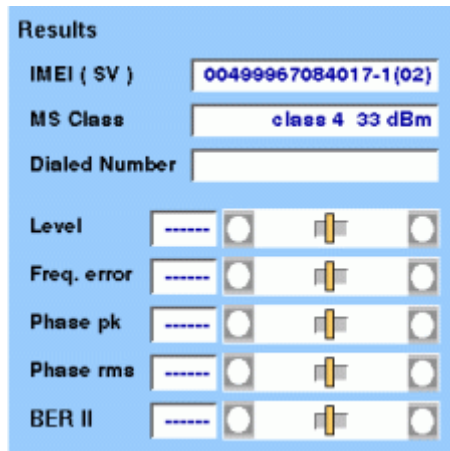 Results
IMEI ( SV ) 00499967084017-1(02)
MS Class class 4 33 dBm
Dialed Number
Level ------
Freq. error ------
Phase pk ------
Phase rms ------
BER II ------